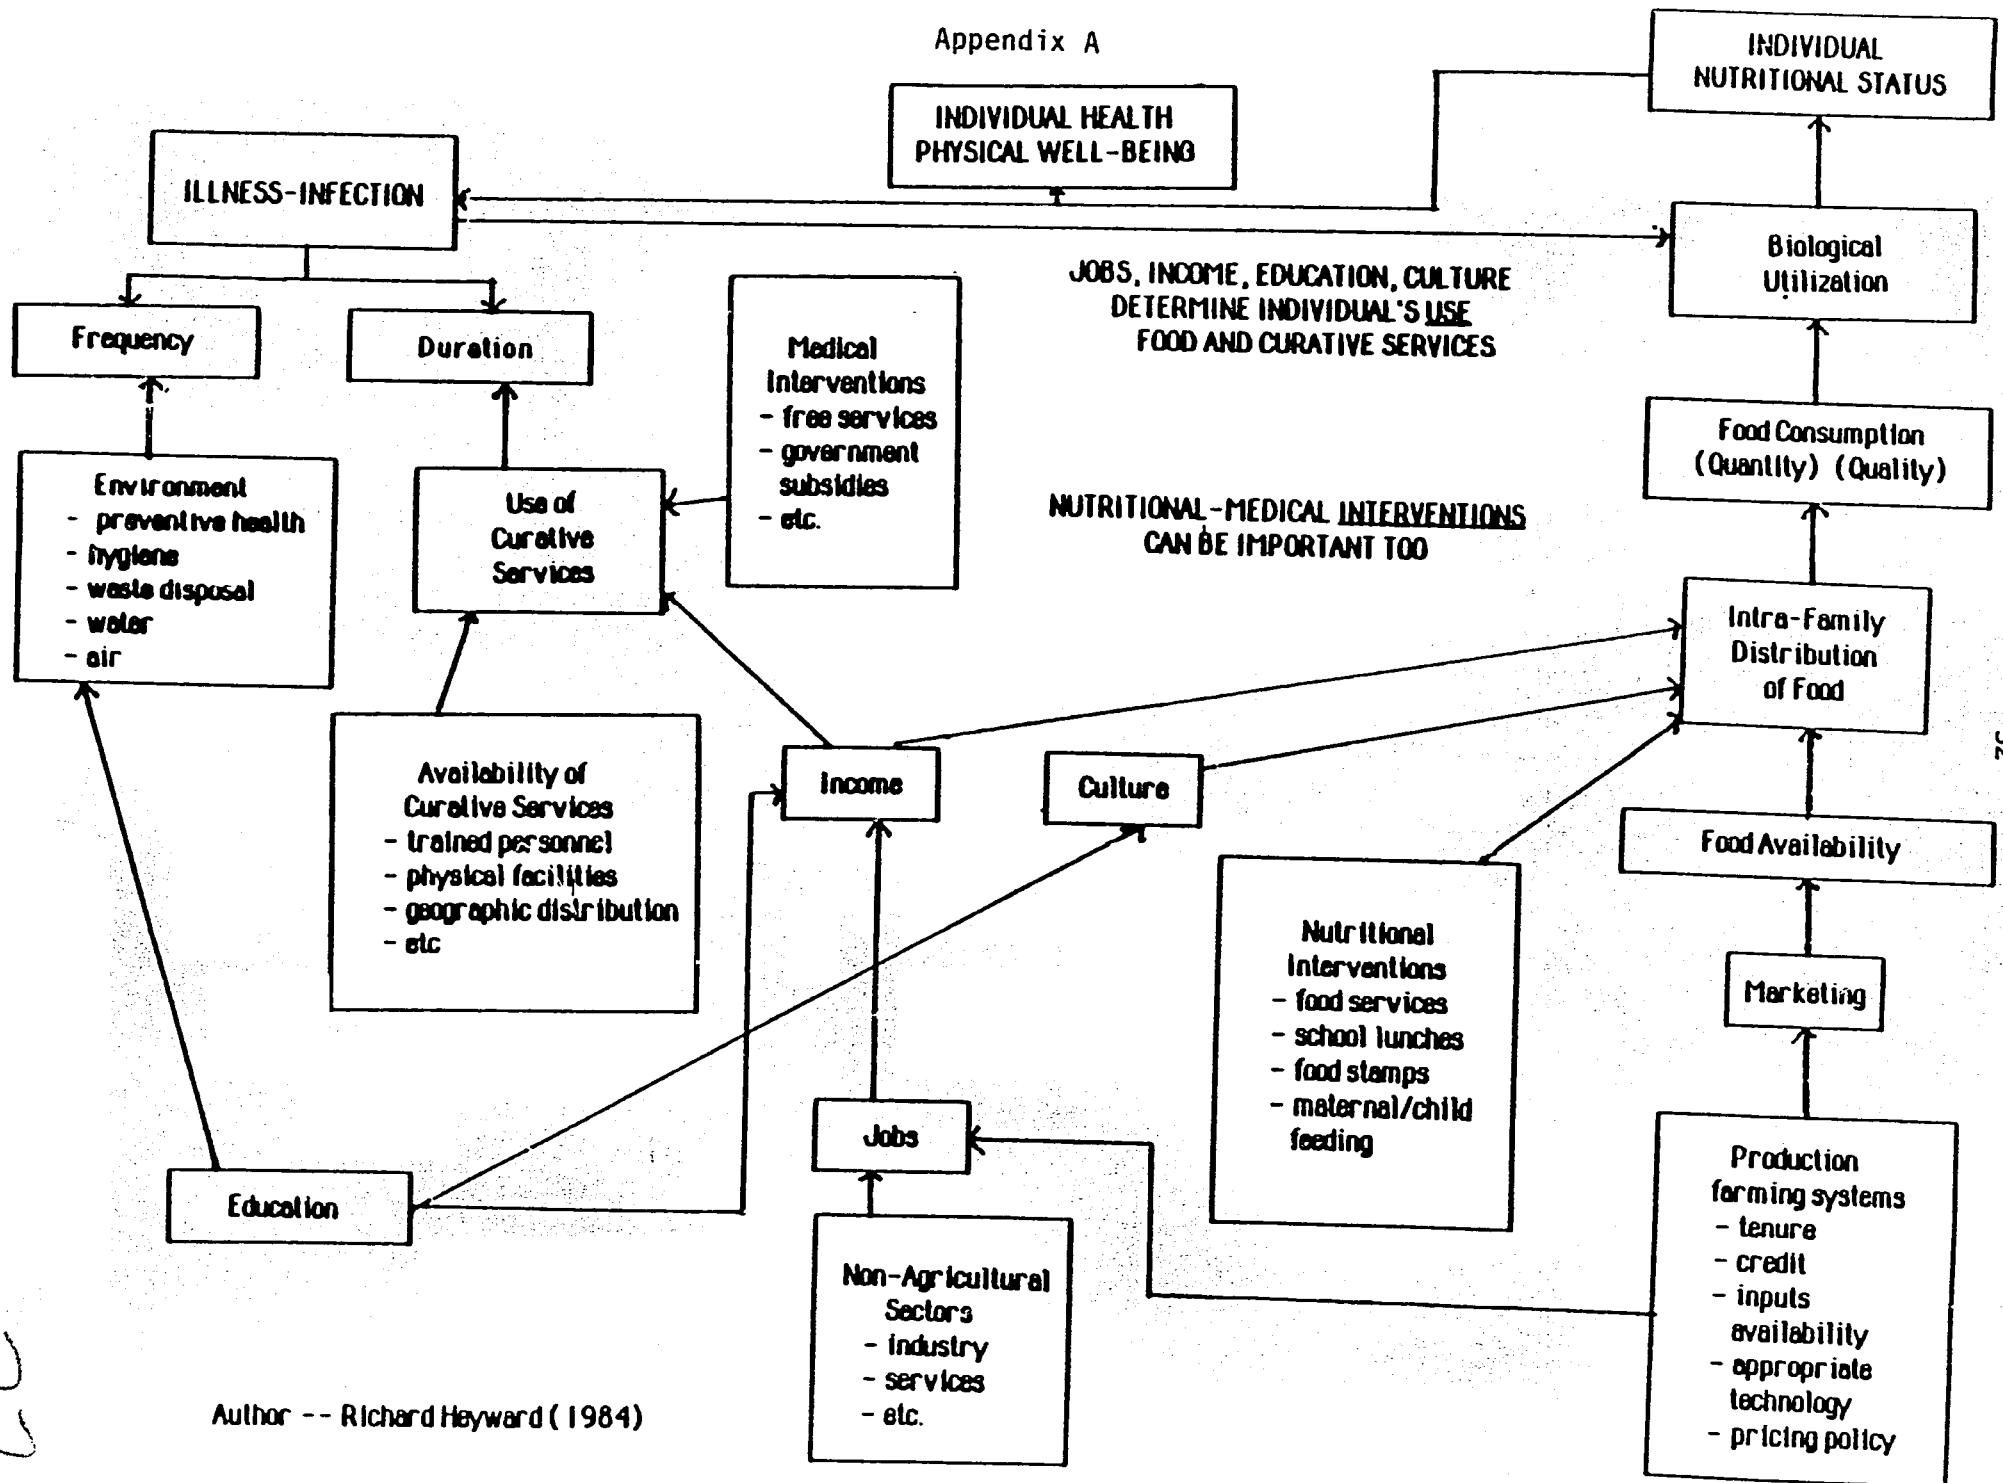 Appendix A
INDIVIDUAL
NUTRITIONAL STATUS
INDIVIDUAL HEALTH
PHYSICAL WELL-BEING
ILLNESS-INFECTION
Biological
Utilization
JOBS, INCOME, EDUCATION, CULTURE
DETERMINE INDIVIDUAL'S USE
FOOD AND CURATIVE SERVICES
Frequency
Duration
Medical
Interventions
- free services
- government
subsidies
- etc.
Food Consumption
(Quantity) (Quality)
Environment
- preventive health
- hygiene
- waste disposal
- water
- air
Use of
Curative
Services
NUTRITIONAL-MEDICAL INTERVENTIONS
CAN BE IMPORTANT TOO
Intra-Family
Distribution
of Food
Availability of
Curative Services
- trained personnel
- physical facilities
- geographic distribution
- etc
Income
Culture
Food Availability
Nutritional
Interventions
- food services
- school lunches
- food stamps
- maternal/child
feeding
Marketing
Jobs
Education
Production
farming systems
- tenure
- credit
- inputs
availability
- appropriate
technology
- pricing policy
Non-Agricultural
Sectors
- industry
- services
- etc.
Author -- Richard Heyward (1984)